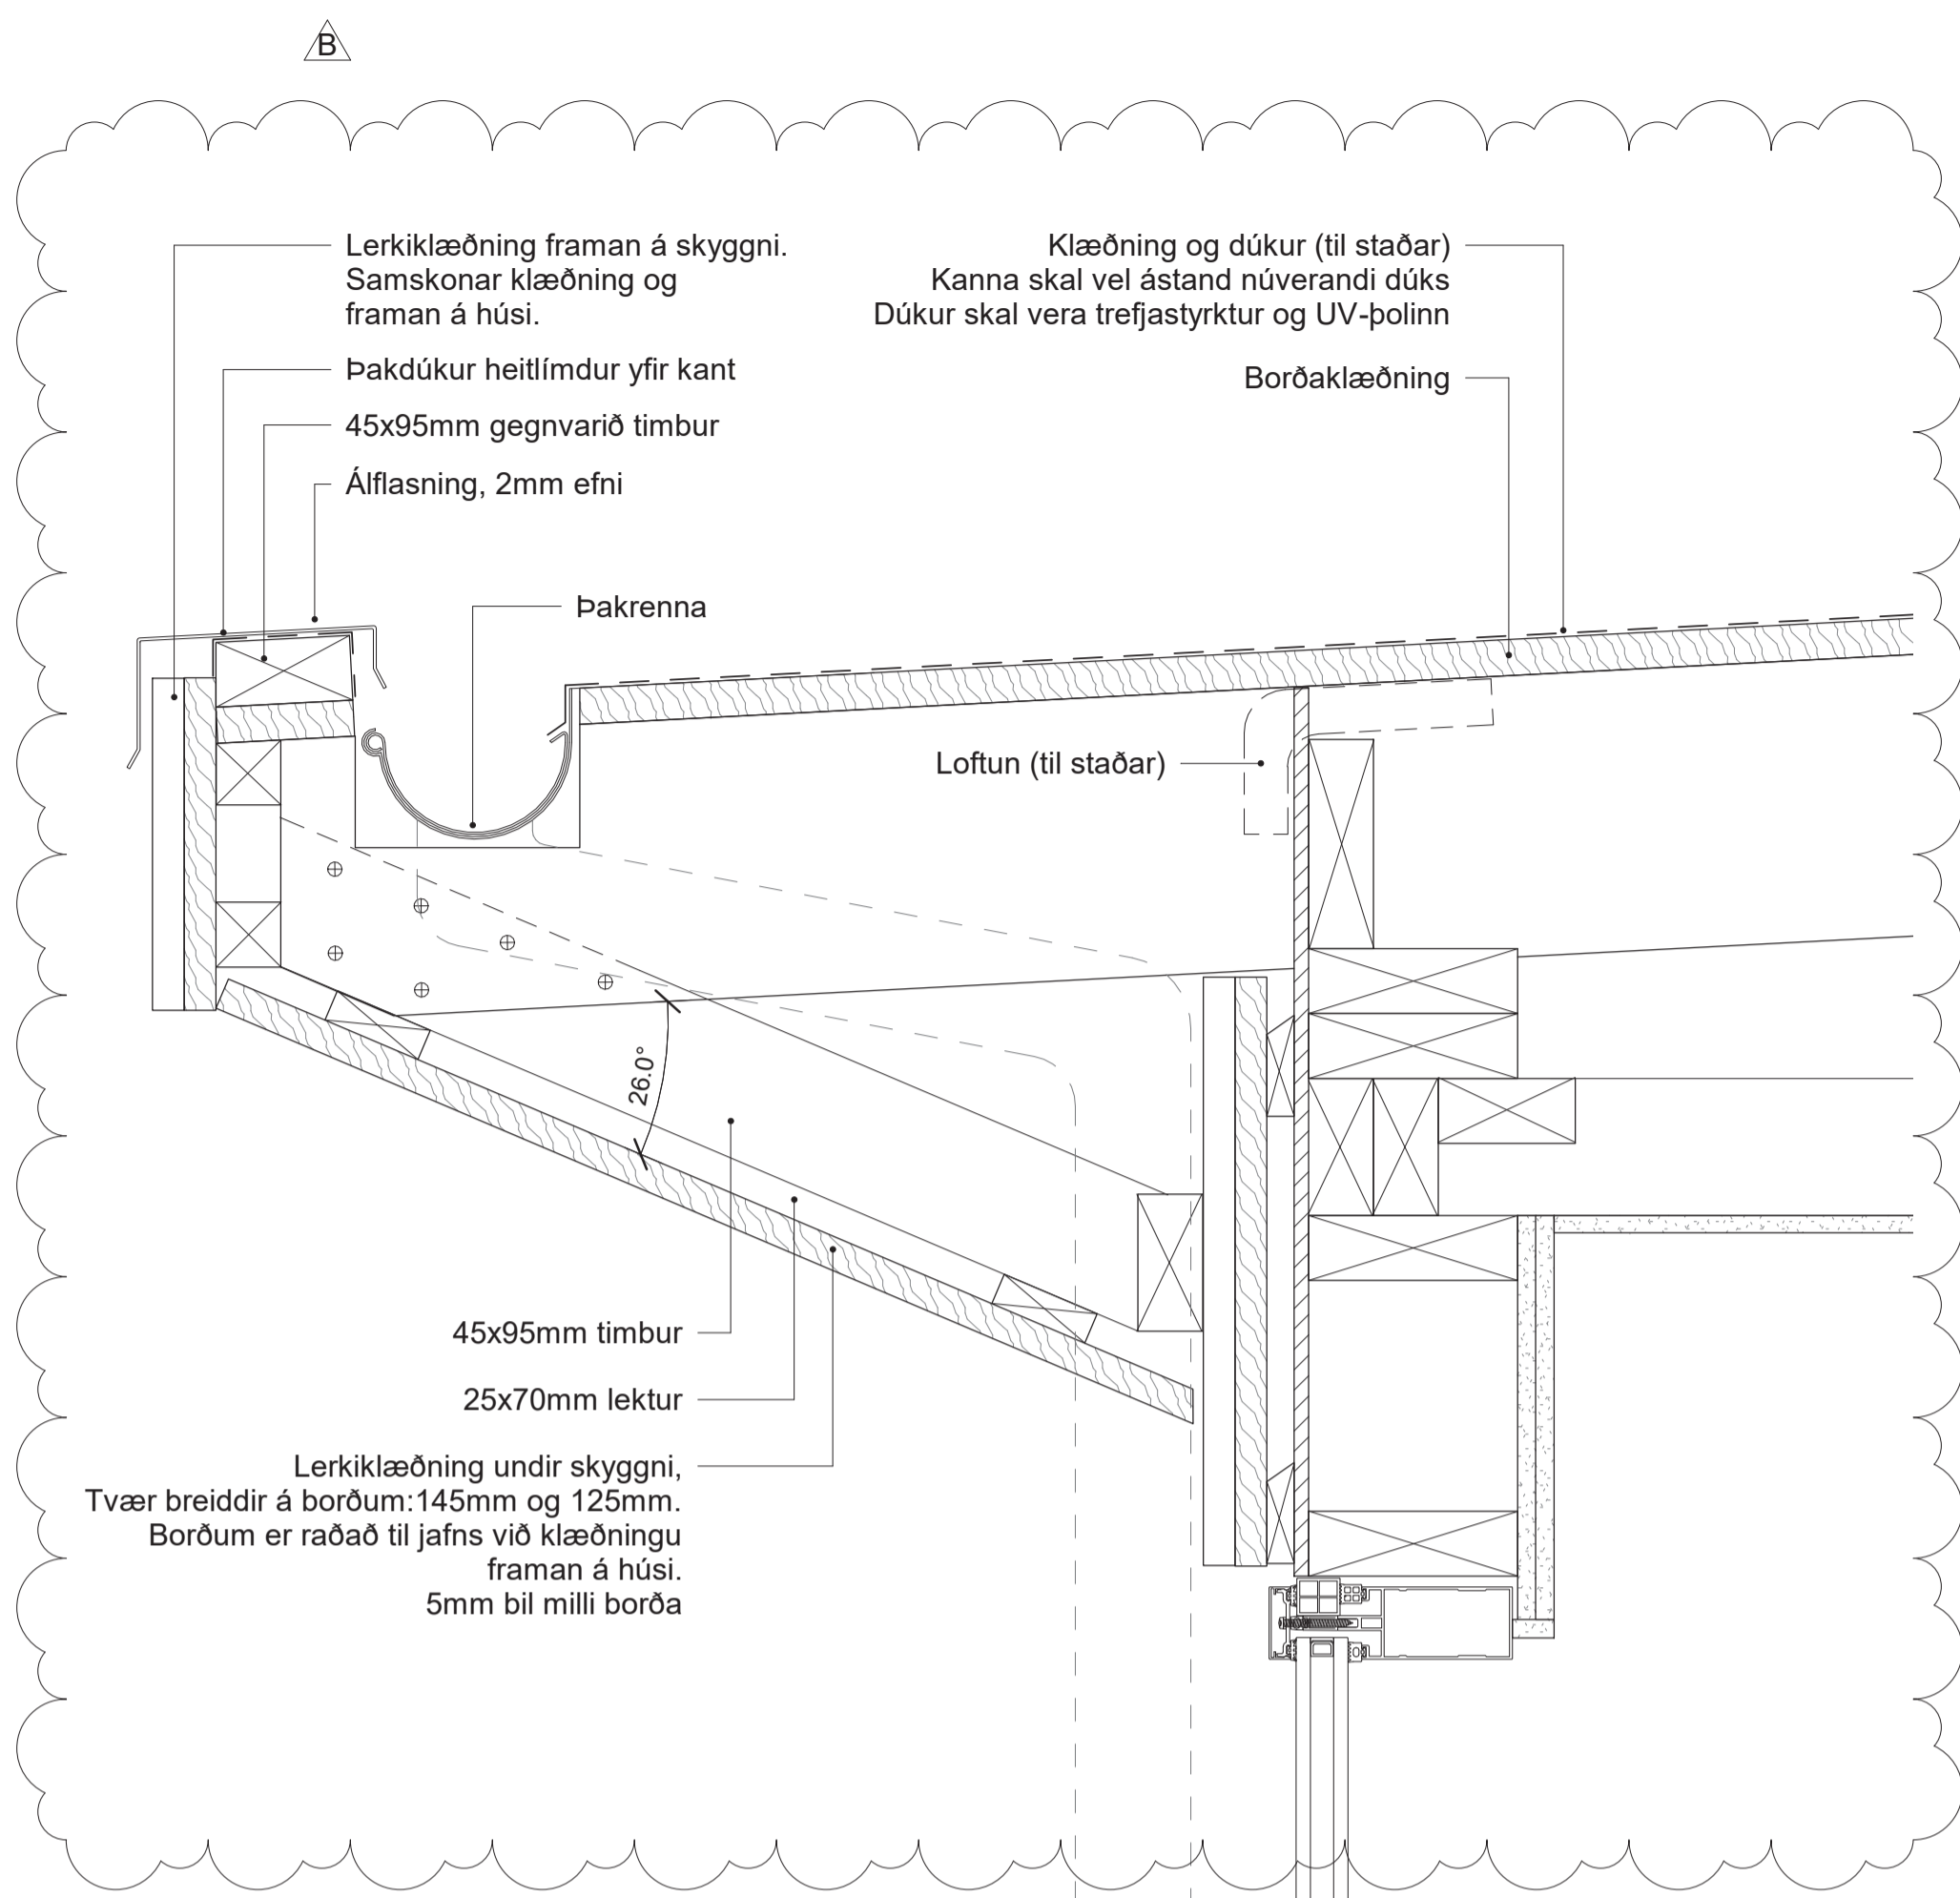 B
Lerkiklæðning framan á skyggni.
Samskonar klæðning og
framan á húsi.
Þakdúkur heitlímdur yfir kant
45x95mm gegnvarið timbur
Álflasning, 2mm efni
Þakrenna
Klæðning og dúkur (til staðar)
Kanna skal vel ástand núverandi dúks
Dúkur skal vera trefjastyrktur og UV-þolinn
Borðaklæðning
Loftun (til staðar)
26.0°
45x95mm timbur
25x70mm lektur
Lerkiklæðning undir skyggni,
Tvær breiddir á borðum:145mm og 125mm.
Borðum er raðað til jafns við klæðningu
framan á húsi.
5mm bil milli borða